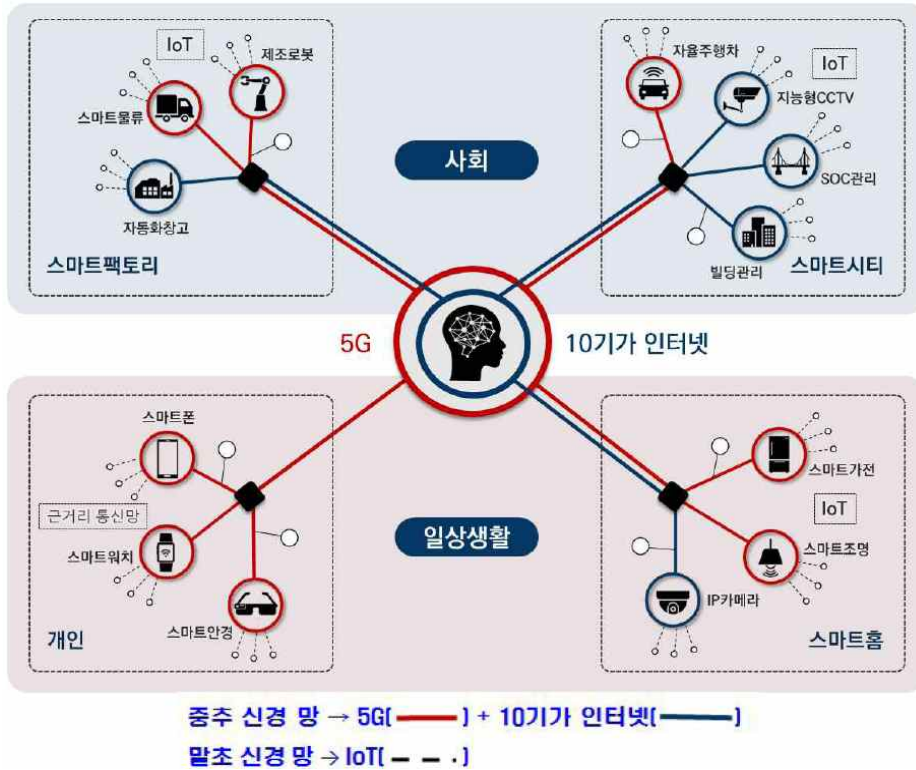 IoT
제조로봇
스마트물류
자동화창고
스마트팩토리
사회
자율주행차
IoT
지능형CCTV
SOC관리
빌딩관리
스마트시티
5G
10기가 인터넷
스마트폰
근거리 통신망
스마트워치
스마트안경
개인
일상생활
스마트가전
IoT
스마트조명
IP카메라
스마트홈
중추 신경 망 → 5G( ) + 10기가 인터넷( )
말초 신경 망 → IoT( )